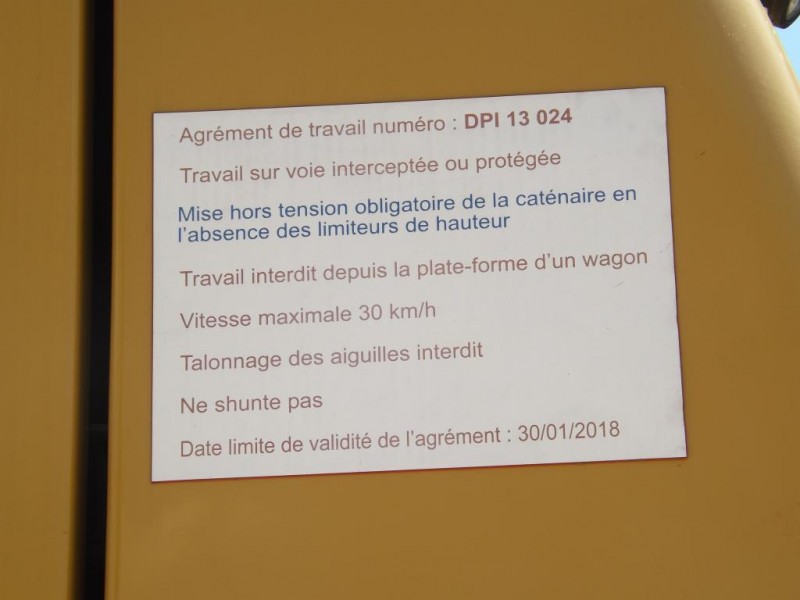 Agrément de travail numéro : DPI 13 024
Travail sur voie interceptée ou protégée
Mise hors tension obligatoire de la caténaire en
l'absence des limiteurs de hauteur
Travail interdit depuis la plate-forme d'un wagon
Vitesse maximale 30 km/h
Talonnage des aiguilles interdit
Ne shunte pas
Date limite de validité de l'agrément : 30/01/2018